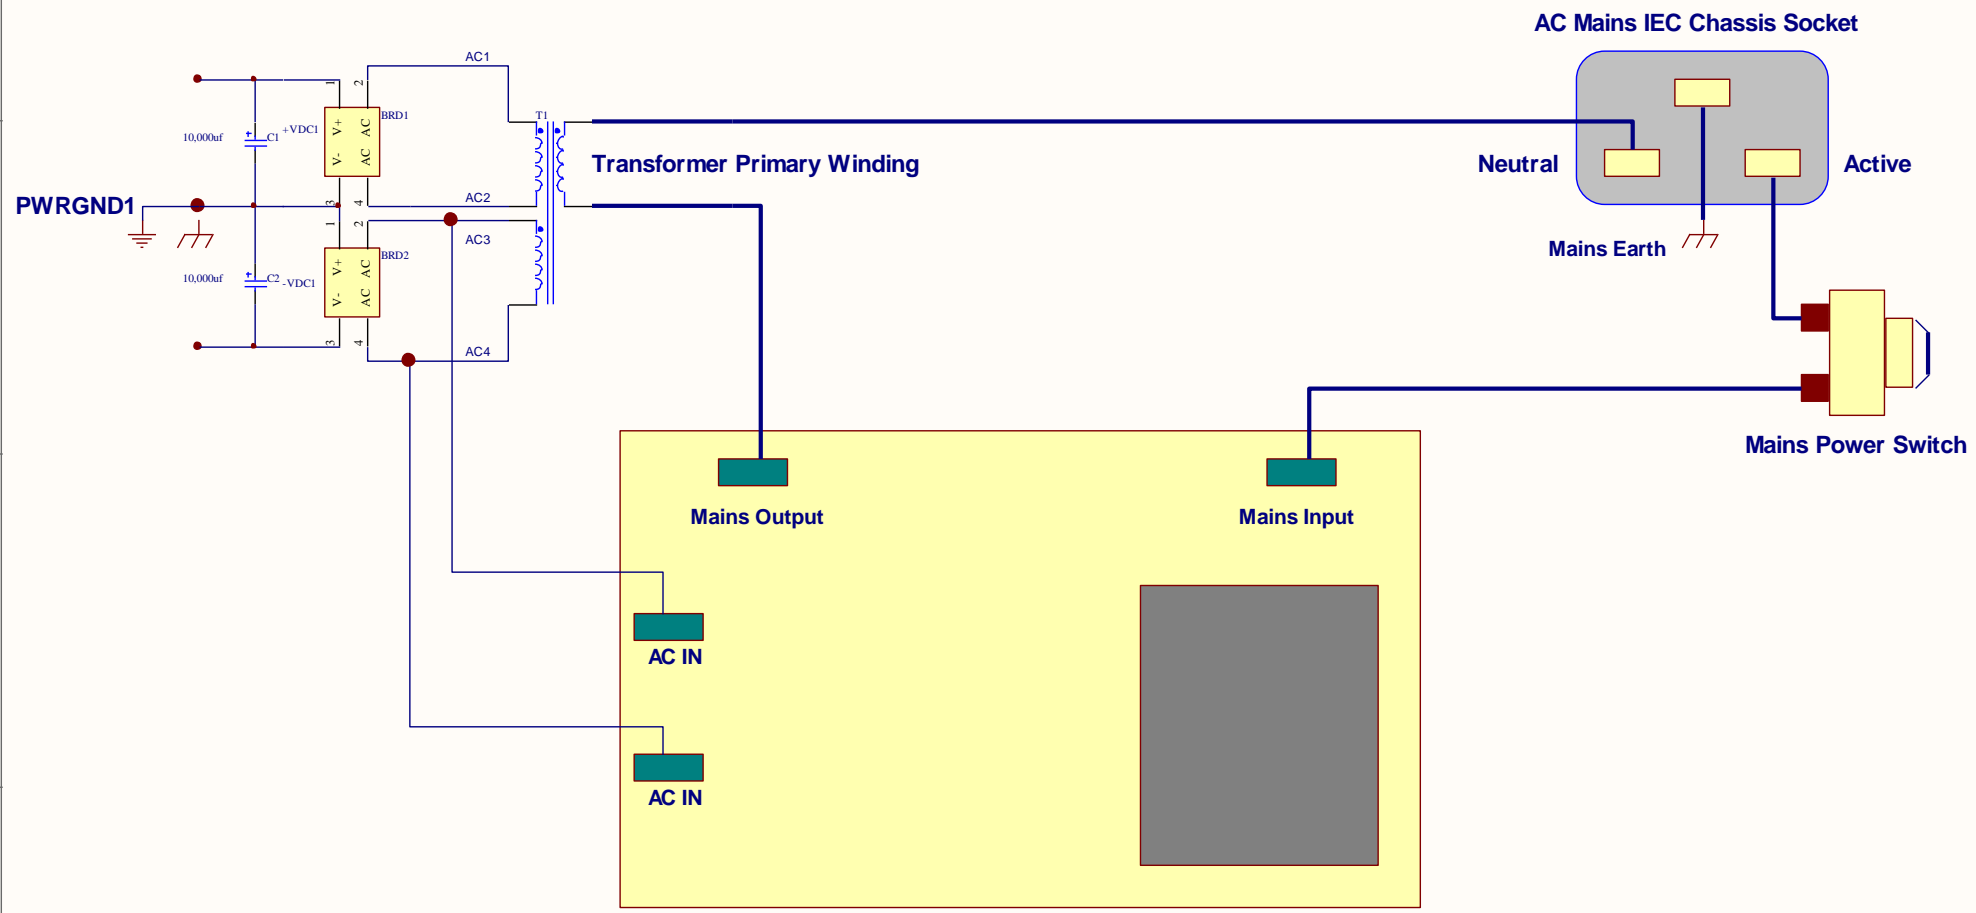 AC Mains IEC Chassis Socket
AC1
1
2
T1
BRD1
10,000uf
C1
+VDC1
V+
AC
V-
AC
Transformer Primary Winding
Neutral
Active
PWRGND1
3
4
AC2
1
2
AC3
Mains Earth
BRD2
10,000uf
C2
-VDC1
V+
AC
V-
AC
3
4
AC4
Mains Power Switch
Mains Output
Mains Input
AC IN
AC IN